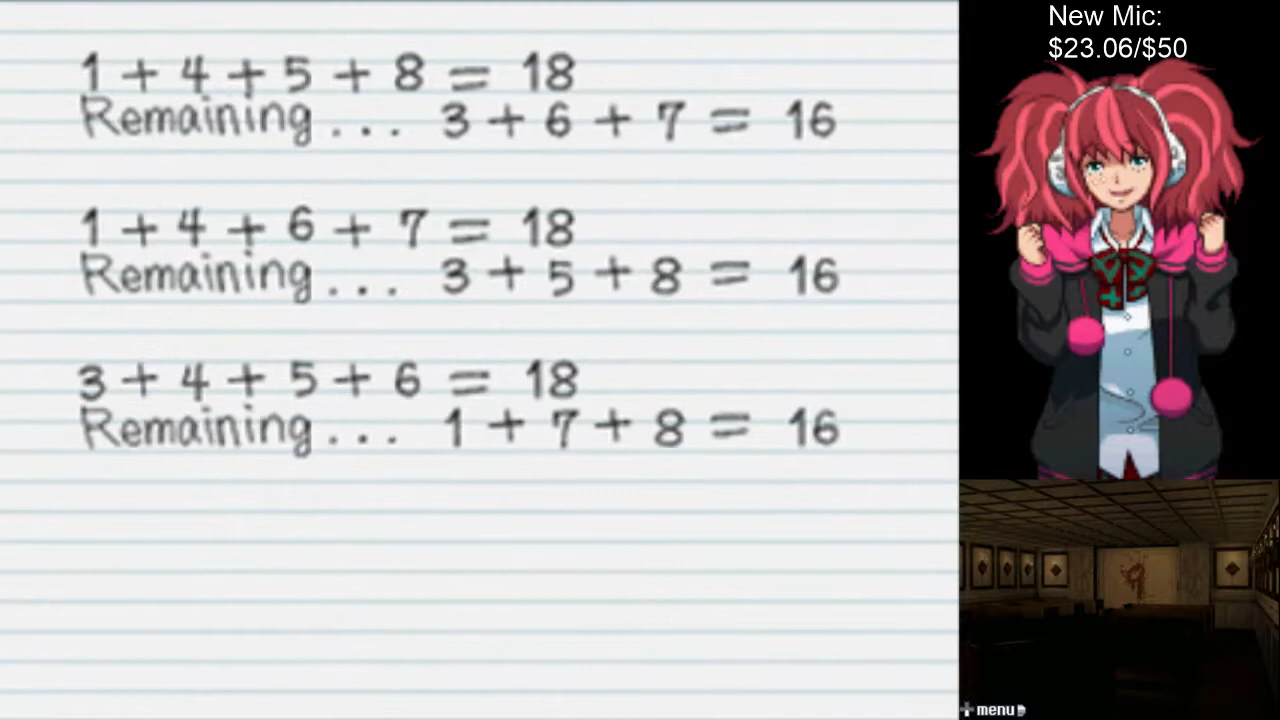 1 + 4 + 5 + 8 = 18
Remaining... 3 + 6 + 7 = 16
1 + 4 + 6 + 7 = 18
Remaining... 3 + 5 + 8 = 16
3 + 4 + 5 + 6 = 18
Remaining... 1 + 7 + 8 = 16
New Mic:
$23.06/$50
menu